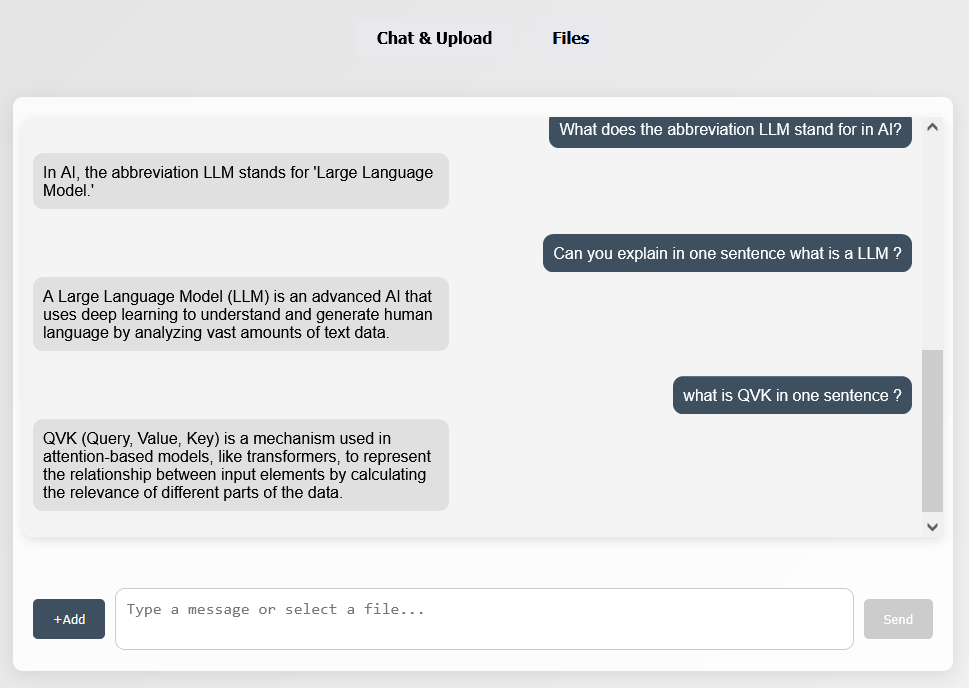 Chat & Upload
Files
What does the abbreviation LLM stand for in AI?
In AI, the abbreviation LLM stands for 'Large Language
Model.'
Can you explain in one sentence what is a LLM ?
A Large Language Model (LLM) is an advanced AI that
uses deep learning to understand and generate human
language by analyzing vast amounts of text data.
what is QVK in one sentence ?
QVK (Query, Value, Key) is a mechanism used in
attention-based models, like transformers, to represent
the relationship between input elements by calculating
the relevance of different parts of the data.
+Add
Type a message or select a file...
Send